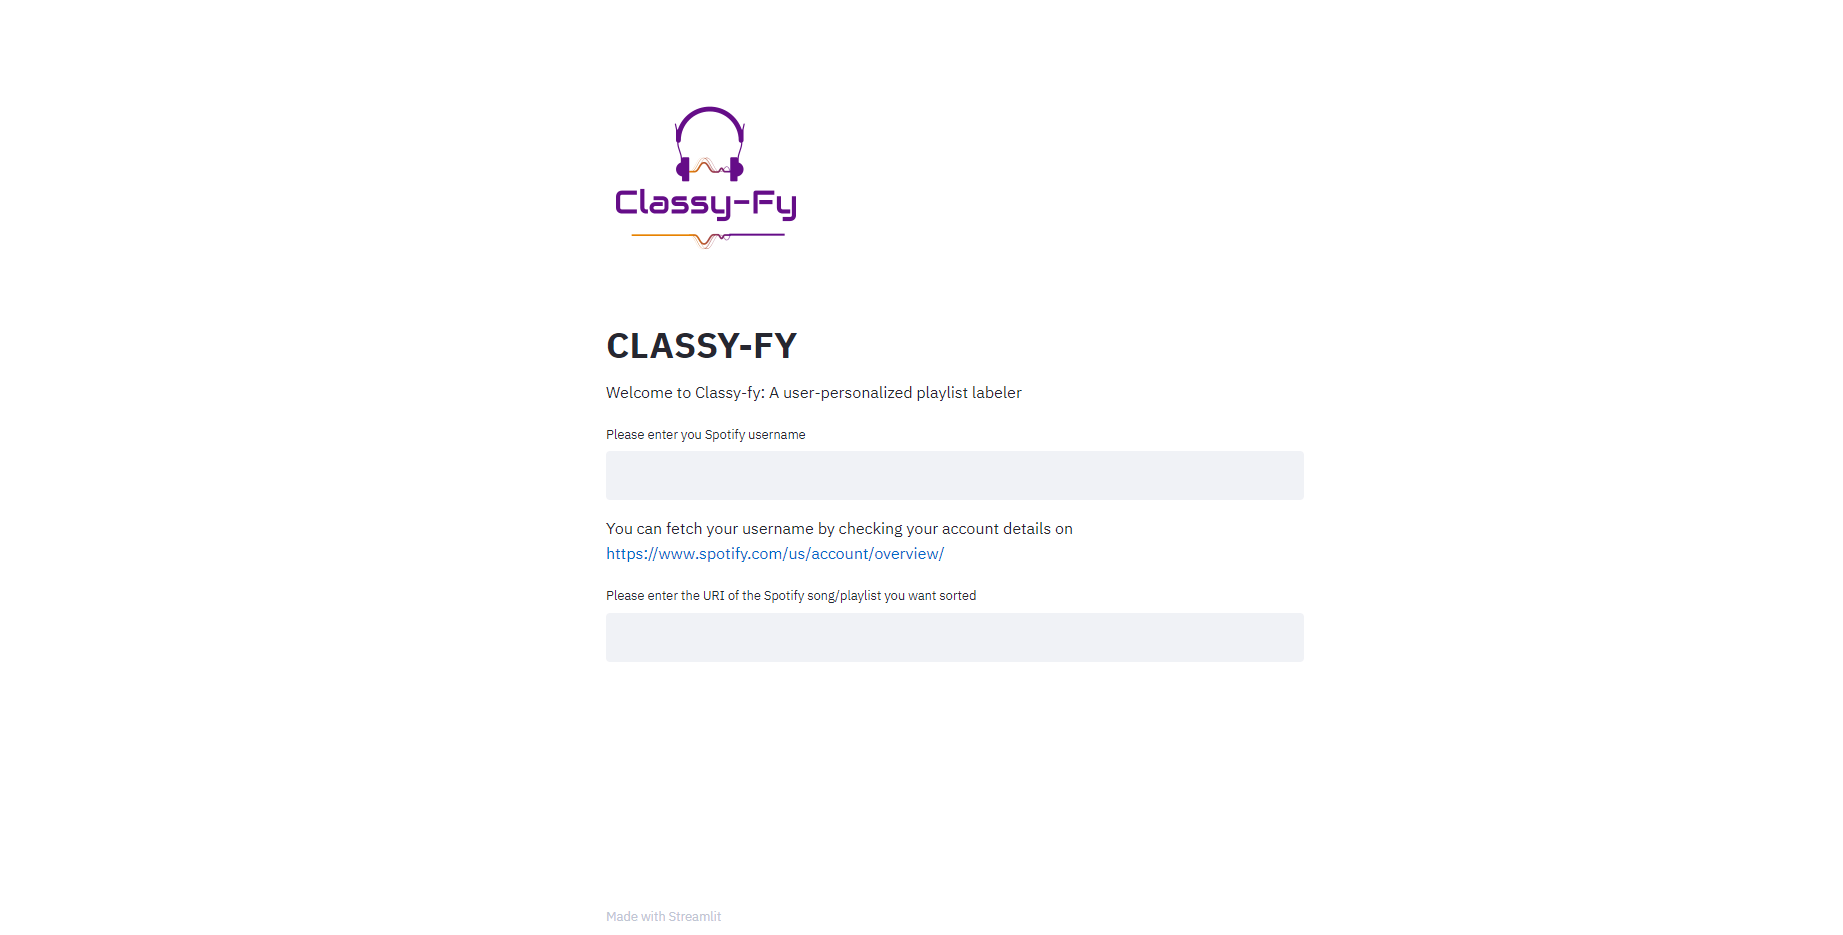 Classy-Fy
CLASSY-FY
Welcome to Classy-fy: A user-personalized playlist labeler
Please enter you Spotify username
You can fetch your username by checking your account details on
https://www.spotify.com/us/account/overview/
Please enter the URI of the Spotify song/playlist you want sorted
Made with Streamlit